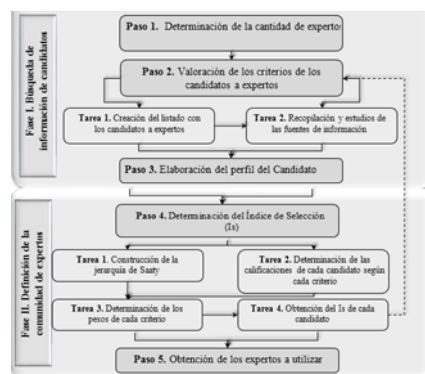 Fase I. Búsqueda de
información de candidatos
Paso 1. Determinación de la cantidad de expertos
Paso 2. Valoración de los criterios de los
candidatos a expertos
Tarea 1. Creación del listado con
los candidatos a expertos
Tarea 2. Recopilación y estudios de
las fuentes de información
Paso 3. Elaboración del perfil del Candidato
Fase II. Definición de la
comunidad de expertos
Paso 4. Determinación del Índice de Selección
(Is)
Tarea 1. Construcción de la
jerarquía de Saaty
Tarea 2. Determinación de las
calificaciones de cada candidato según
cada criterio
Tarea 3. Determinación de los
pesos de cada criterio
Tarea 4. Obtención del Is de cada
candidato
Paso 5. Obtención de los expertos a utilizar